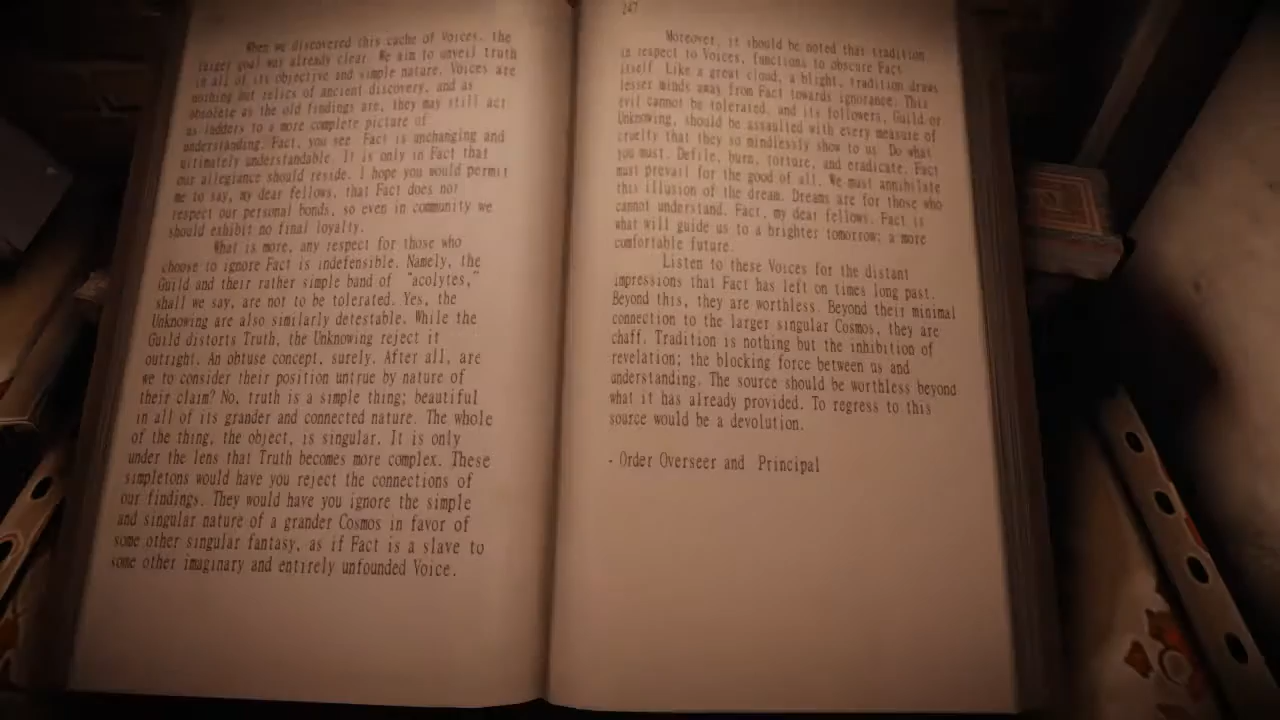 When we discovered this cache of Voices, the
larger goal was already clear. We aim to unveil truth
in all of its objective and simple nature. Voices are
nothing but relics of ancient discovery, and as
obsolete as the old findings are, they may still act
as ladders to a more complete picture of
understanding. Fact, you see. Fact is unchanging and
ultimately understandable. It is only in Fact that
our allegiance should reside. I hope you would permit
me to say, my dear fellows, that Fact does not
respect our personal bonds, so even in community we
should exhibit no final loyalty.
What is more, any respect for those who
choose to ignore Fact is indefensible. Namely, the
Guild and their rather simple band of "acolytes,"
shall we say, are not to be tolerated. Yes, the
Unknowing are also similarly detestable. While the
Guild distorts Truth, the Unknowing reject it
outright. An obtuse concept, surely. After all, are
we to consider their position untrue by nature of
their claim? No, truth is a simple thing; beautiful
in all of its grander and connected nature. The whole
of the thing, the object, is singular. It is only
under the lens that Truth becomes more complex. These
simpletons would have you reject the connections of
our findings. They would have you ignore the simple
and singular nature of a grander Cosmos in favor of
some other singular fantasy, as if Fact is a slave to
some other imaginary and entirely unfounded Voice.
247
Moreover, it should be noted that tradition
in respect to Voices, functions to obscure Fact
itself. Like a great cloud, a blight, tradition draws
lesser minds away from Fact towards ignorance. This
evil cannot be tolerated, and its followers, Guild or
Unknowing, should be assaulted with every measure of
cruelty that they so mindlessly show to us. Do what
you must. Defile, burn, torture, and eradicate. Fact
must prevail for the good of all. We must annihilate
this illusion of the dream. Dreams are for those who
cannot understand. Fact, my dear fellows. Fact is
what will guide us to a brighter tomorrow; a more
comfortable future.
Listen to these Voices for the distant
impressions that Fact has left on times long past.
Beyond this, they are worthless. Beyond their minimal
connection to the larger singular Cosmos, they are
chaff. Tradition is nothing but the inhibition of
revelation; the blocking force between us and
understanding. The source should be worthless beyond
what it has already provided. To regress to this
source would be a devolution.
- Order Overseer and Principal